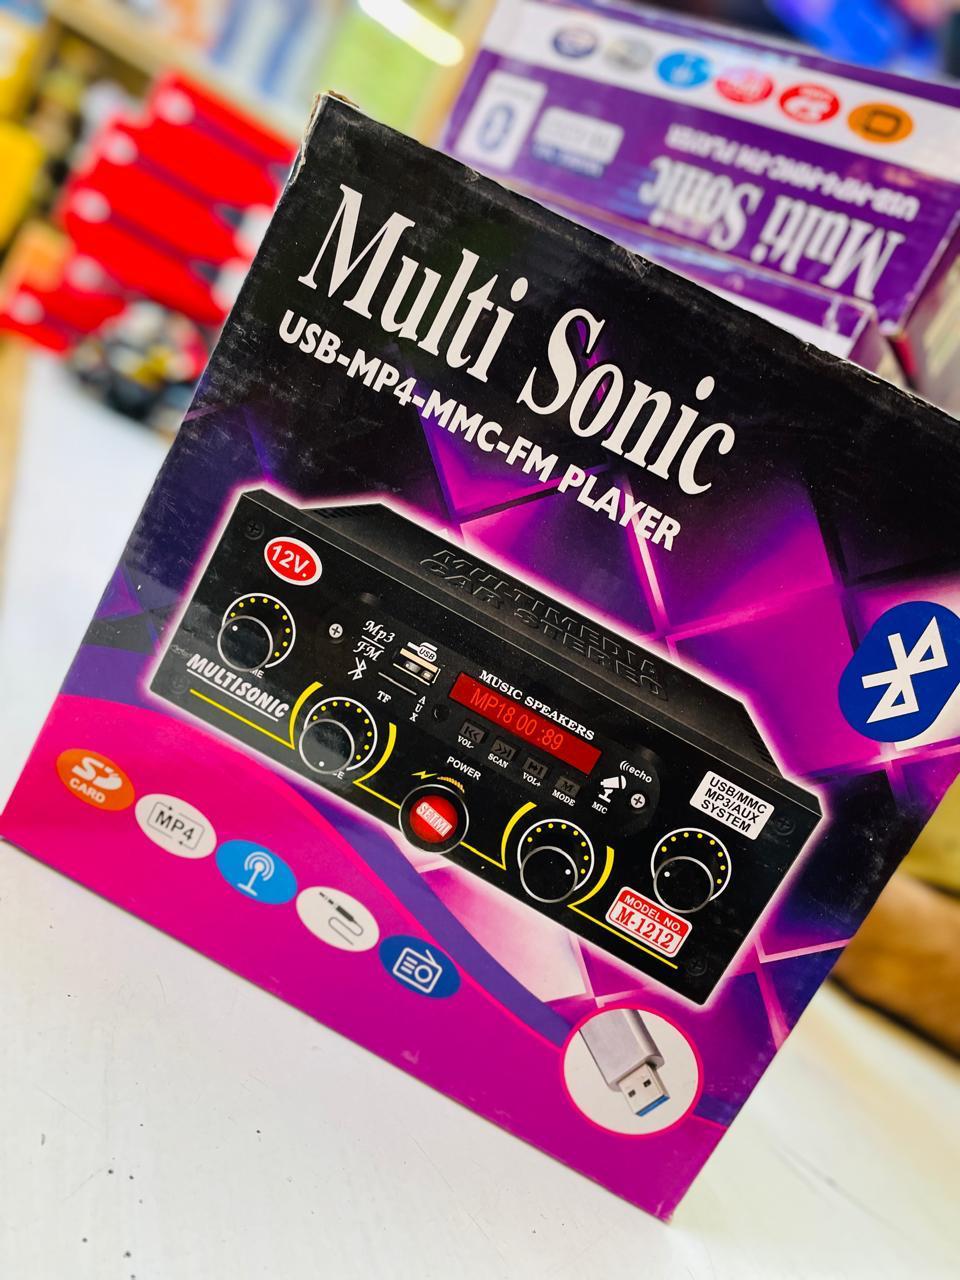 Multi Sonic
USB-MP4-MMC-FM PLAYER
Multi Sonic
USB-MP4-MMC-FM PLAYER
MULTIMEDIA
CAR STEREO
12V.
MULTISONIC
Mp3
FM
USB
TF
AUX
MUSIC SPEAKERS
MP18 00:89
VOL-
SCAN
VOL+
MODE
M
POWER
SETMI
echo
MIC
USB/MMC
MP3/AUX
SYSTEM
MODEL NO.
M-1212
SD
CARD
MP4